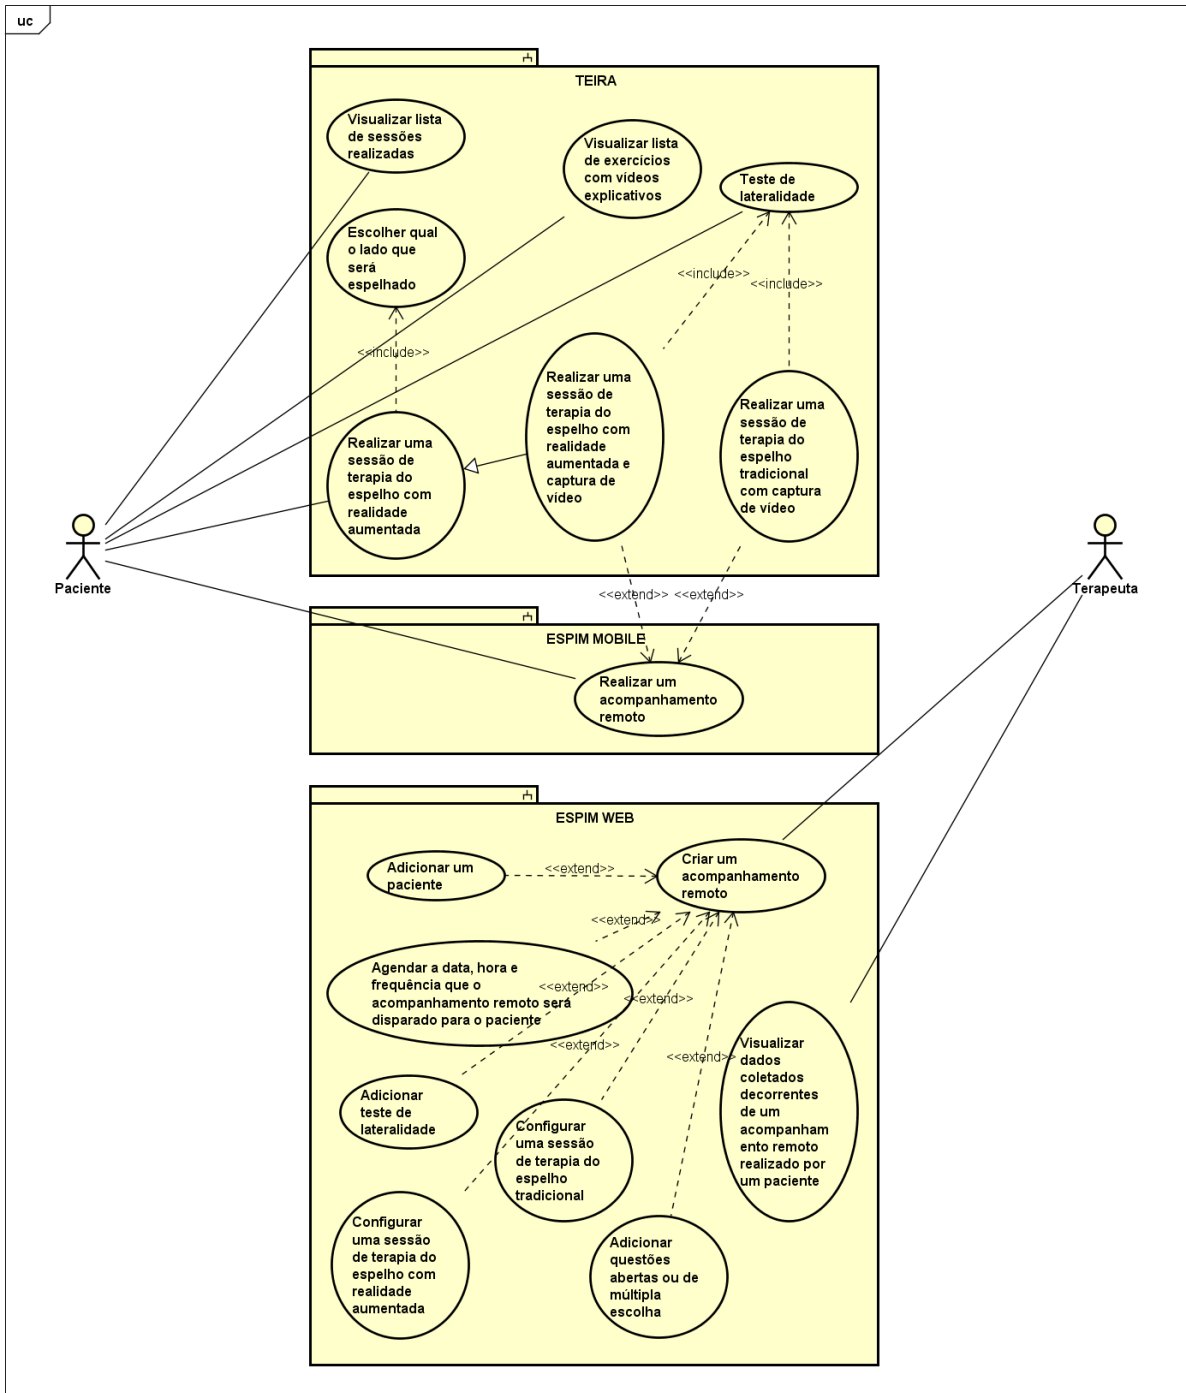 uc
TEIRA
Visualizar lista
de sessões
realizadas
Visualizar lista
de exercícios
com vídeos
explicativos
Teste de
lateralidade
Escolher qual
o lado que
será
espelhado
<<include>>
<<include>>
<<include>>
Realizar uma
sessão de
terapia do
espelho com
realidade
aumentada
Realizar uma
sessão de
terapia do
espelho com
realidade
aumentada e
captura de
vídeo
Realizar uma
sessão de
terapia do
espelho
tradicional
com captura
de vídeo
Paciente
Terapeuta
<<extend>>
<<extend>>
ESPIM MOBILE
Realizar um
acompanhamento
remoto
ESPIM WEB
Adicionar um
paciente
<<extend>>
Criar um
acompanhamento
remoto
<<extend>>
Agendar a data, hora e
frequência que o
acompanhamento remoto será
disparado para o paciente
<<extend>>
<<extend>>
<<extend>>
<<extend>>
Adicionar
teste de
lateralidade
Configurar
uma sessão
de terapia do
espelho
tradicional
Visualizar
dados
coletados
decorrentes
de um
acompanham
ento remoto
realizado por
um paciente
Configurar
uma sessão
de terapia do
espelho com
realidade
aumentada
Adicionar
questões
abertas ou de
múltipla
escolha